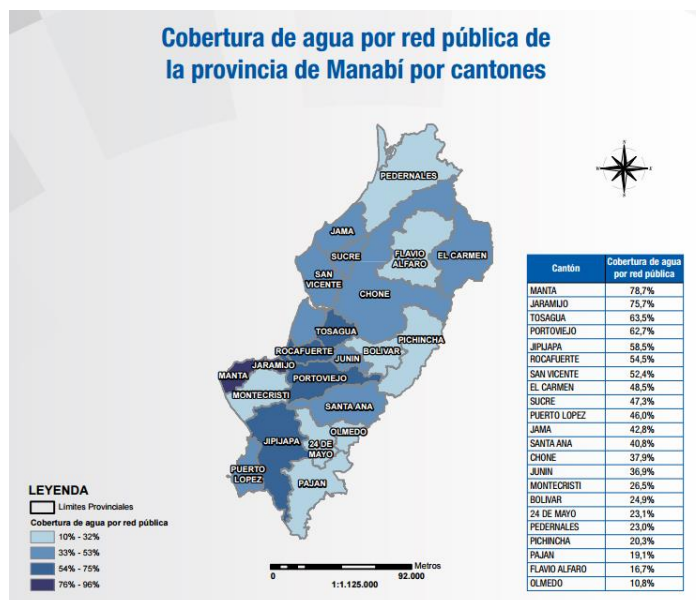 Cobertura de agua por red pública de
la provincia de Manabí por cantones
N
W
E
S
PEDERNALES
JAMA
SUCRE
FLAVIO
ALFARO
EL CARMEN
SAN
VICENTE
CHONE
TOSAGUA
PICHINCHA
ROCAFUERTE
BOLIVAR
JUNIN
JARAMIJO
MANTA
PORTOVIEJO
MONTECRISTI
SANTA ANA
OLMEDO
JIPIJAPA
24 DE
MAYO
PUERTO
LOPEZ
PAJAN
Cantón Cobertura de agua
por red pública
MANTA 78,7%
JARAMIJO 75,7%
TOSAGUA 63,5%
PORTOVIEJO 62,7%
JIPIJAPA 58,5%
ROCAFUERTE 54,5%
SAN VICENTE 52,4%
EL CARMEN 48,5%
SUCRE 47,3%
PUERTO LOPEZ 46,0%
JAMA 42,8%
SANTA ANA 40,8%
CHONE 37,9%
JUNIN 36,9%
MONTECRISTI 26,5%
BOLIVAR 24,9%
24 DE MAYO 23,1%
PEDERNALES 23,0%
PICHINCHA 20,3%
PAJAN 19,1%
FLAVIO ALFARO 16,7%
OLMEDO 10,8%
LEYENDA
Límites Provinciales
Cobertura de agua por red pública
10% - 32%
33% - 53%
54% - 75%
76% - 96%
Metros
0 92.000
1:1.125.000